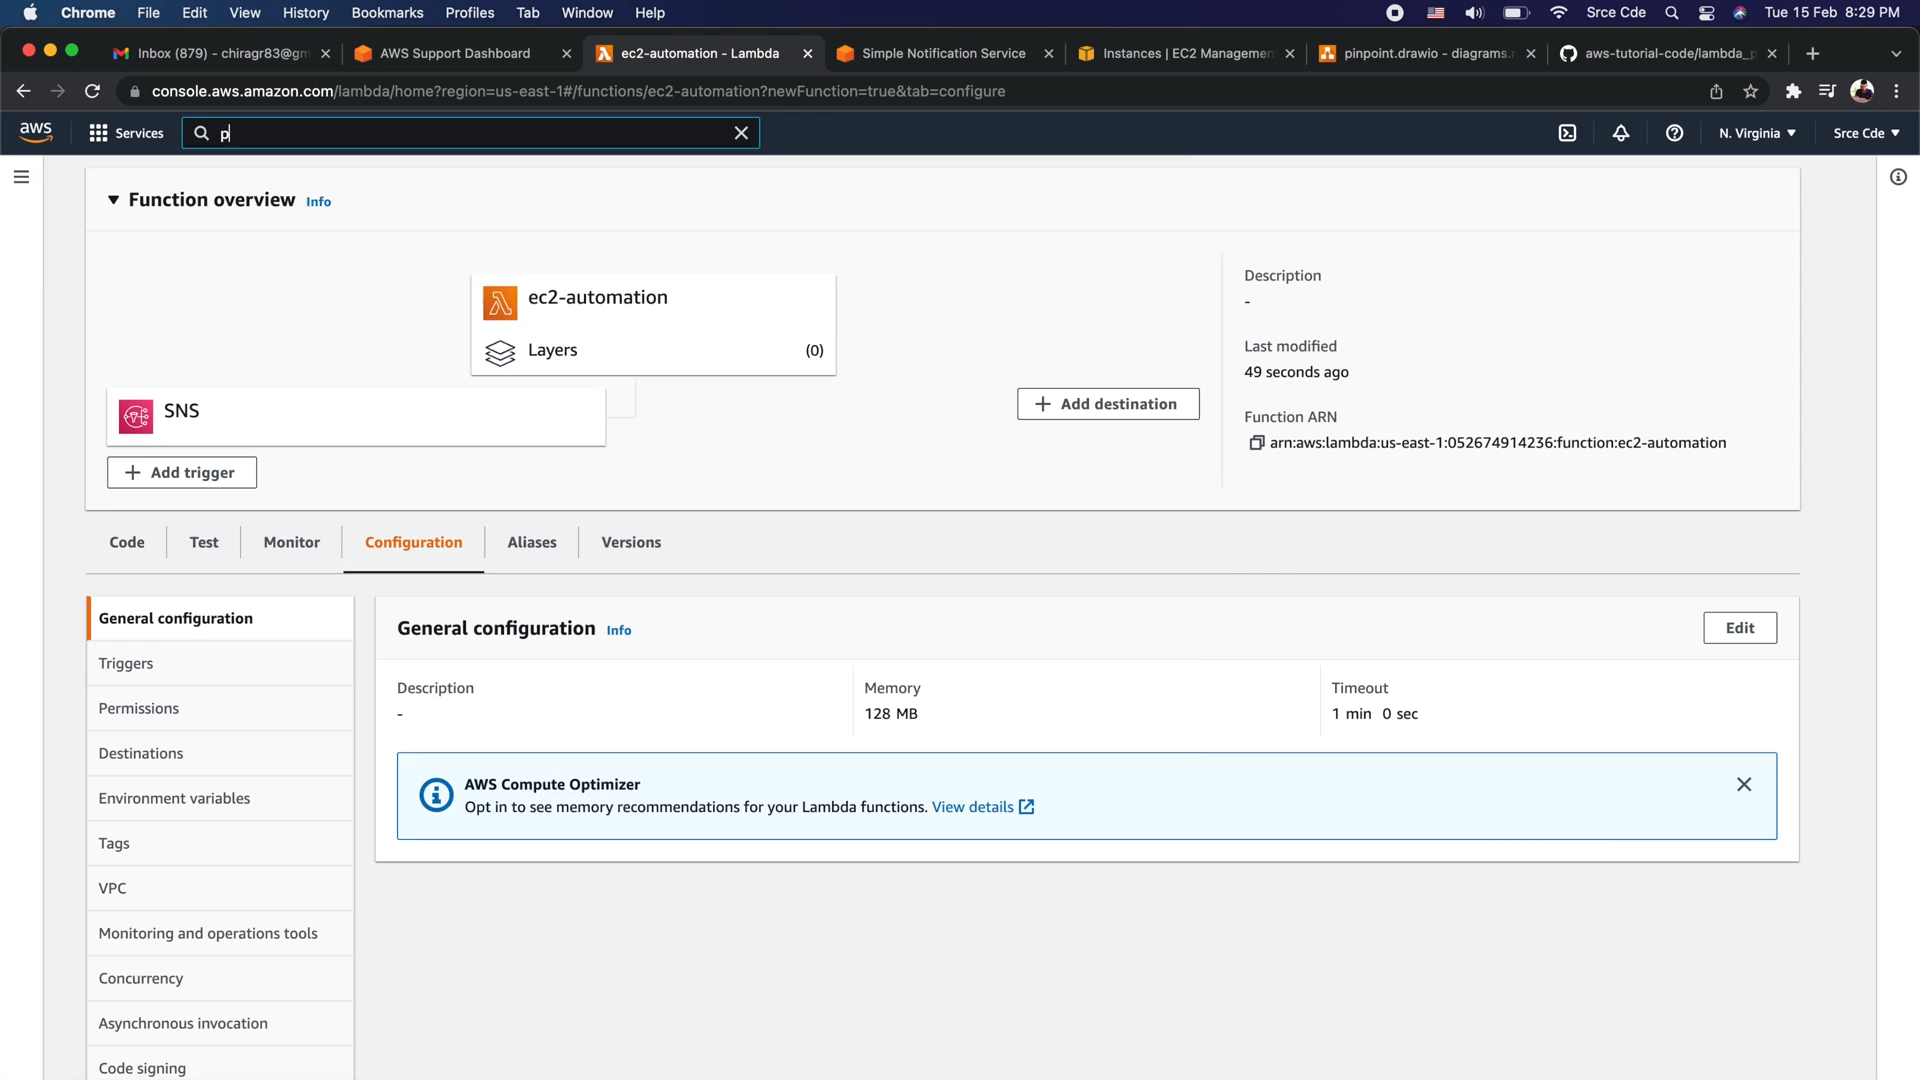 Chrome File Edit View History Bookmarks Profiles Tab Window Help Srce Cde Tue 15 Feb 8:29 PM
Inbox (879) - chiragr83@gm AWS Support Dashboard ec2-automation - Lambda Simple Notification Service Instances | EC2 Managemen pinpoint.drawio - diagrams.n aws-tutorial-code/lambda_p
console.aws.amazon.com/lambda/home?region=us-east-1#/functions/ec2-automation?newFunction=true&tab=configure
aws Services p N. Virginia Srce Cde
Function overview Info
ec2-automation
Layers (0)
SNS
Add trigger
Add destination
Description
-
Last modified
49 seconds ago
Function ARN
arn:aws:lambda:us-east-1:052674914236:function:ec2-automation
Code Test Monitor Configuration Aliases Versions
General configuration
Triggers
Permissions
Destinations
Environment variables
Tags
VPC
Monitoring and operations tools
Concurrency
Asynchronous invocation
Code signing
General configuration Info
Edit
Description
-
Memory
128 MB
Timeout
1 min 0 sec
AWS Compute Optimizer
Opt in to see memory recommendations for your Lambda functions. View details